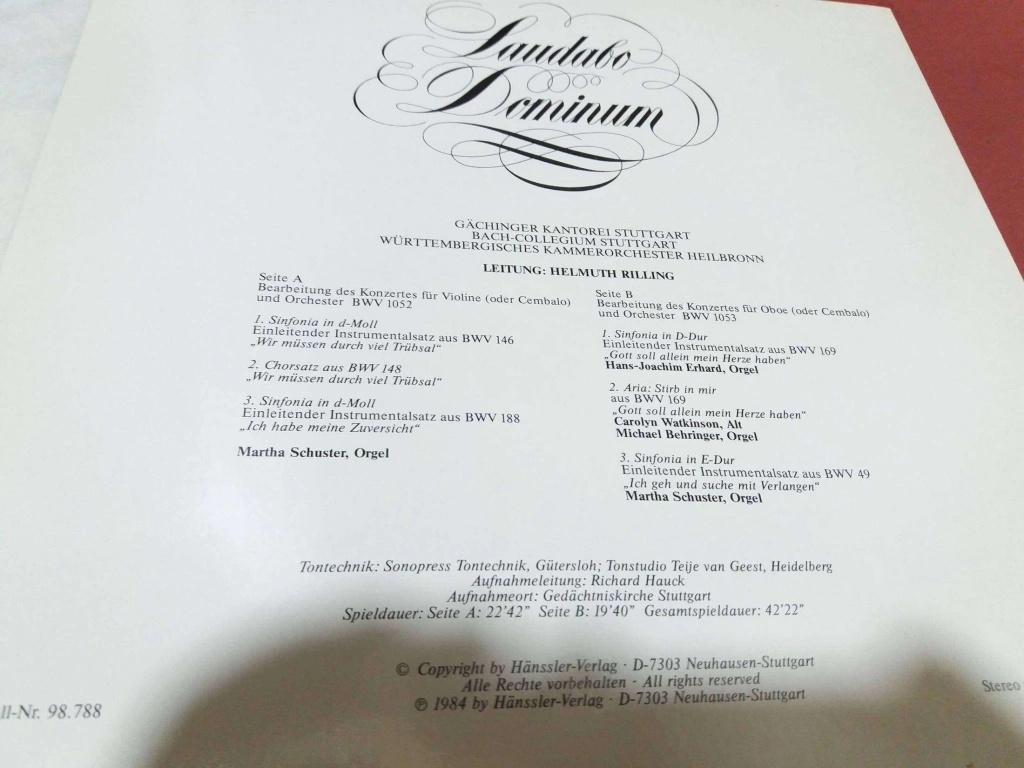 Laudabo
Dominum
GÄCHINGER KANTOREI STUTTGART
BACH-COLLEGIUM STUTTGART
WÜRTTEMBERGISCHES KAMMERORCHESTER HEILBRONN
LEITUNG: HELMUTH RILLING
Seite A
Bearbeitung des Konzertes für Violine (oder Cembalo)
und Orchester BWV 1052
1. Sinfonia in d-Moll
Einleitender Instrumentalsatz aus BWV 146
„Wir müssen durch viel Trübsal“
2. Chorsatz aus BWV 148
„Wir müssen durch viel Trübsal“
3. Sinfonia in d-Moll
Einleitender Instrumentalsatz aus BWV 188
„Ich habe meine Zuversicht“
Martha Schuster, Orgel
Seite B
Bearbeitung des Konzertes für Oboe (oder Cembalo)
und Orchester BWV 1053
1. Sinfonia in D-Dur
Einleitender Instrumentalsatz aus BWV 169
„Gott soll allein mein Herze haben“
Hans-Joachim Erhard, Orgel
2. Aria: Stirb in mir
aus BWV 169
„Gott soll allein mein Herze haben“
Carolyn Watkinson, Alt
Michael Behringer, Orgel
3. Sinfonia in E-Dur
Einleitender Instrumentalsatz aus BWV 49
„Ich geh und suche mit Verlangen“
Martha Schuster, Orgel
Tontechnik: Sonopress Tontechnik, Gütersloh; Tonstudio Teije van Geest, Heidelberg
Aufnahmeleitung: Richard Hauck
Aufnahmeort: Gedächtniskirche Stuttgart
Spieldauer: Seite A: 22'42" Seite B: 19'40" Gesamtspieldauer: 42'22"
© Copyright by Hänssler-Verlag · D-7303 Neuhausen-Stuttgart
Alle Rechte vorbehalten · All rights reserved
℗ 1984 by Hänssler-Verlag · D-7303 Neuhausen-Stuttgart
ll-Nr. 98.788
Stereo